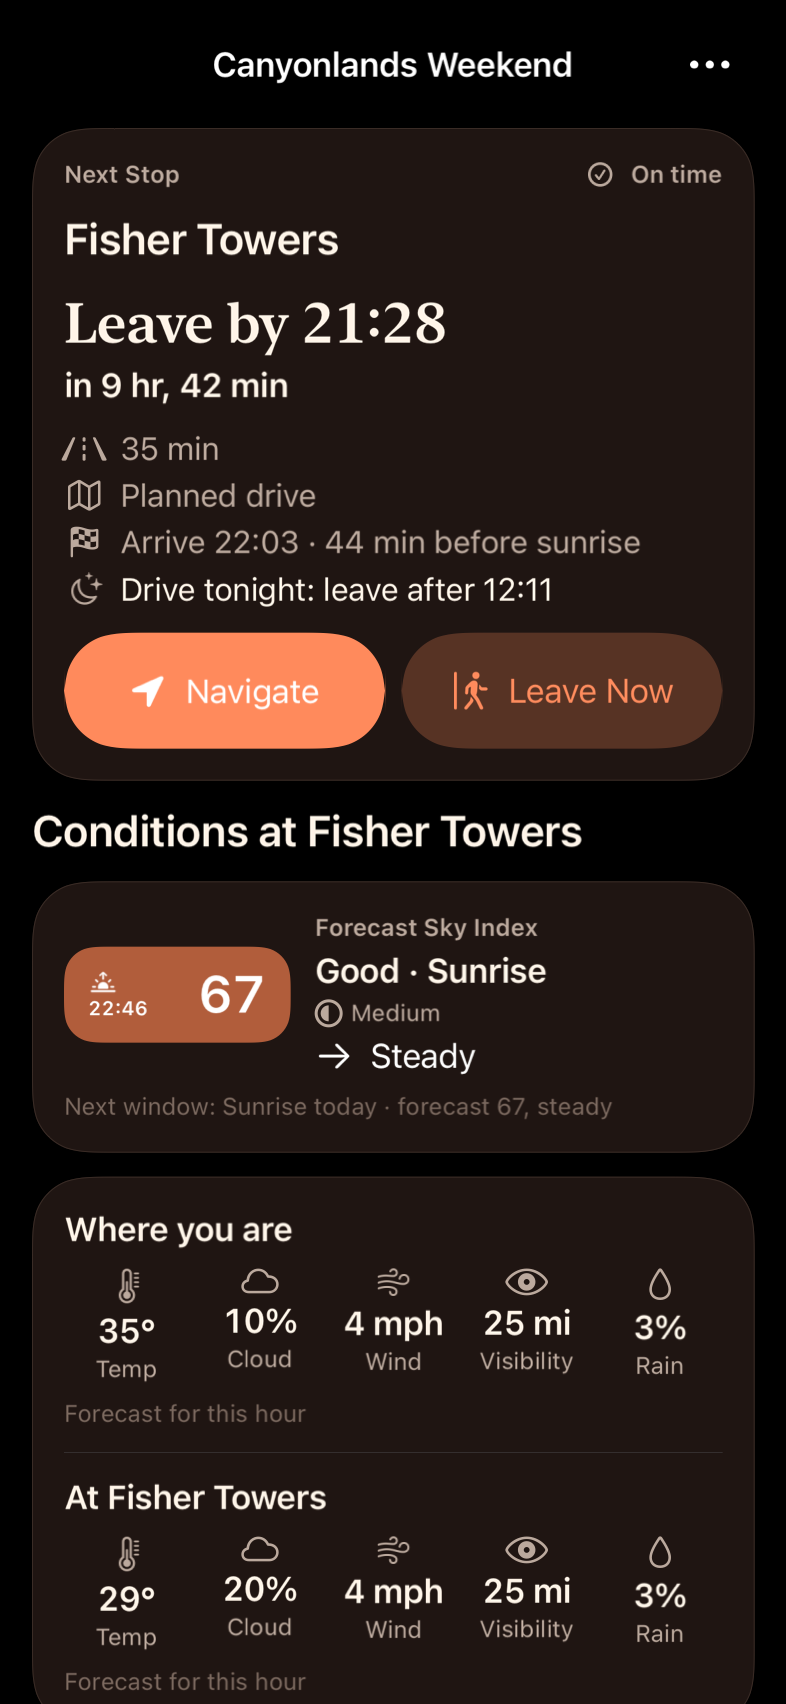 Canyonlands Weekend
Next Stop
On time
Fisher Towers
Leave by 21:28
in 9 hr, 42 min
35 min
Planned drive
Arrive 22:03 · 44 min before sunrise
Drive tonight: leave after 12:11
Navigate
Leave Now
Conditions at Fisher Towers
22:46
67
Forecast Sky Index
Good · Sunrise
Medium
Steady
Next window: Sunrise today · forecast 67, steady
Where you are
35° 10% 4 mph 25 mi 3%
Temp Cloud Wind Visibility Rain
Forecast for this hour
At Fisher Towers
29° 20% 4 mph 25 mi 3%
Temp Cloud Wind Visibility Rain
Forecast for this hour